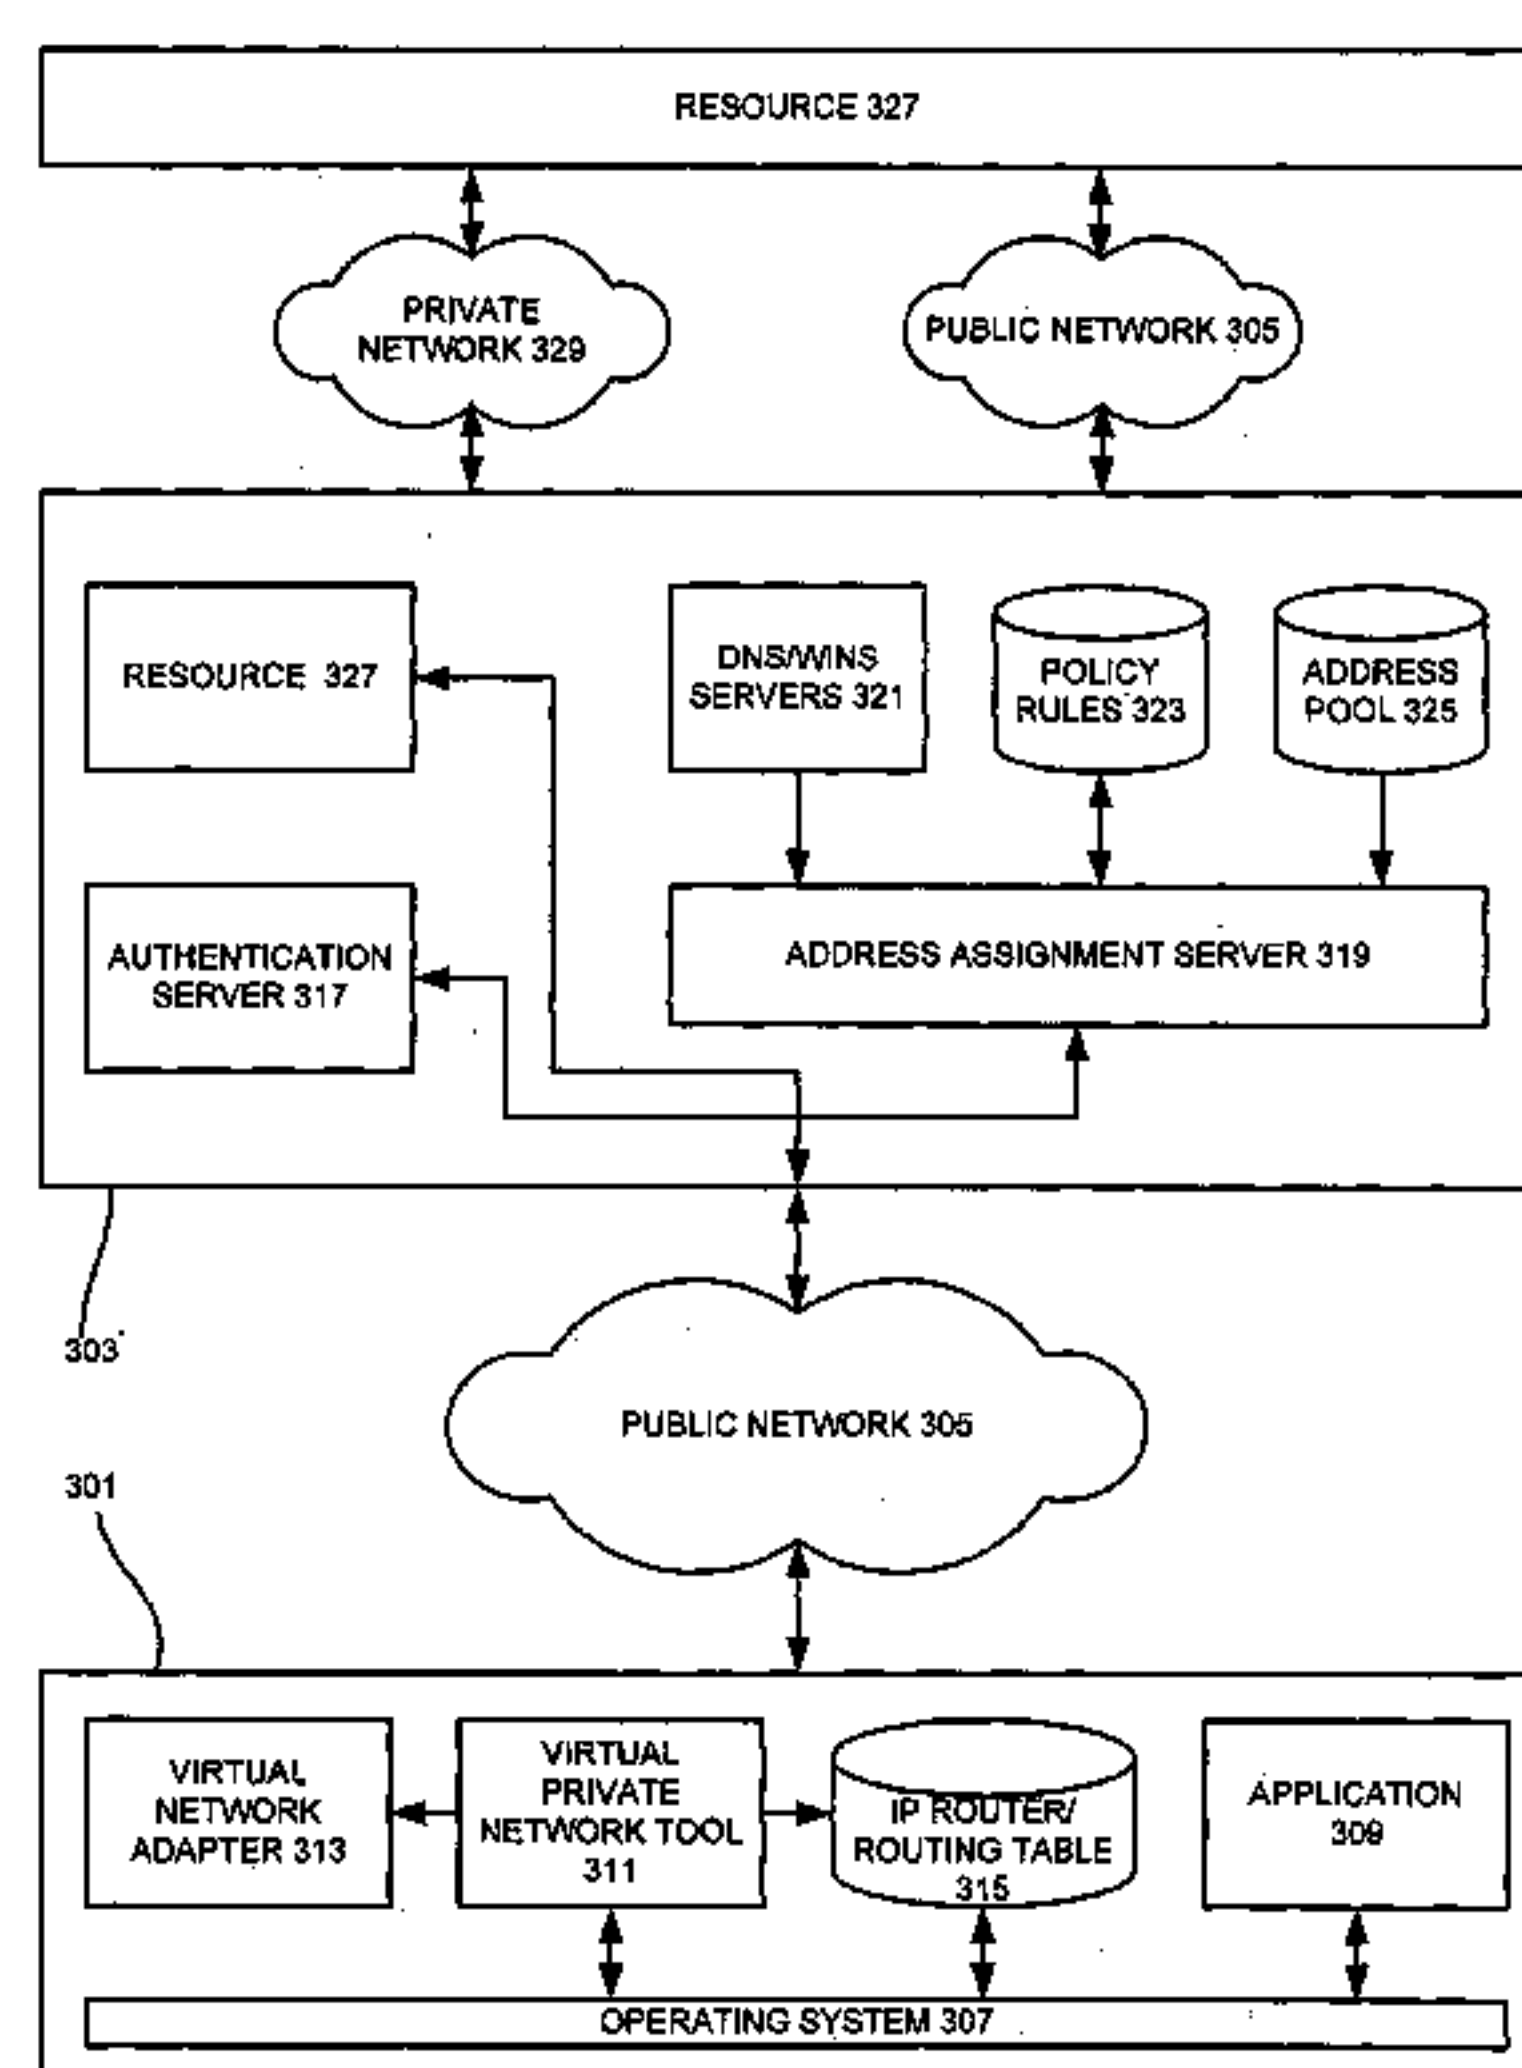 RESOURCE 327
PRIVATE
NETWORK 329
PUBLIC NETWORK 305
RESOURCE 327
DNS/WINS
SERVERS 321
POLICY
RULES 323
ADDRESS
POOL 325
AUTHENTICATION
SERVER 317
ADDRESS ASSIGNMENT SERVER 319
303
PUBLIC NETWORK 305
301
VIRTUAL
NETWORK
ADAPTER 313
VIRTUAL
PRIVATE
NETWORK TOOL
311
IP ROUTER/
ROUTING TABLE
315
APPLICATION
309
OPERATING SYSTEM 307